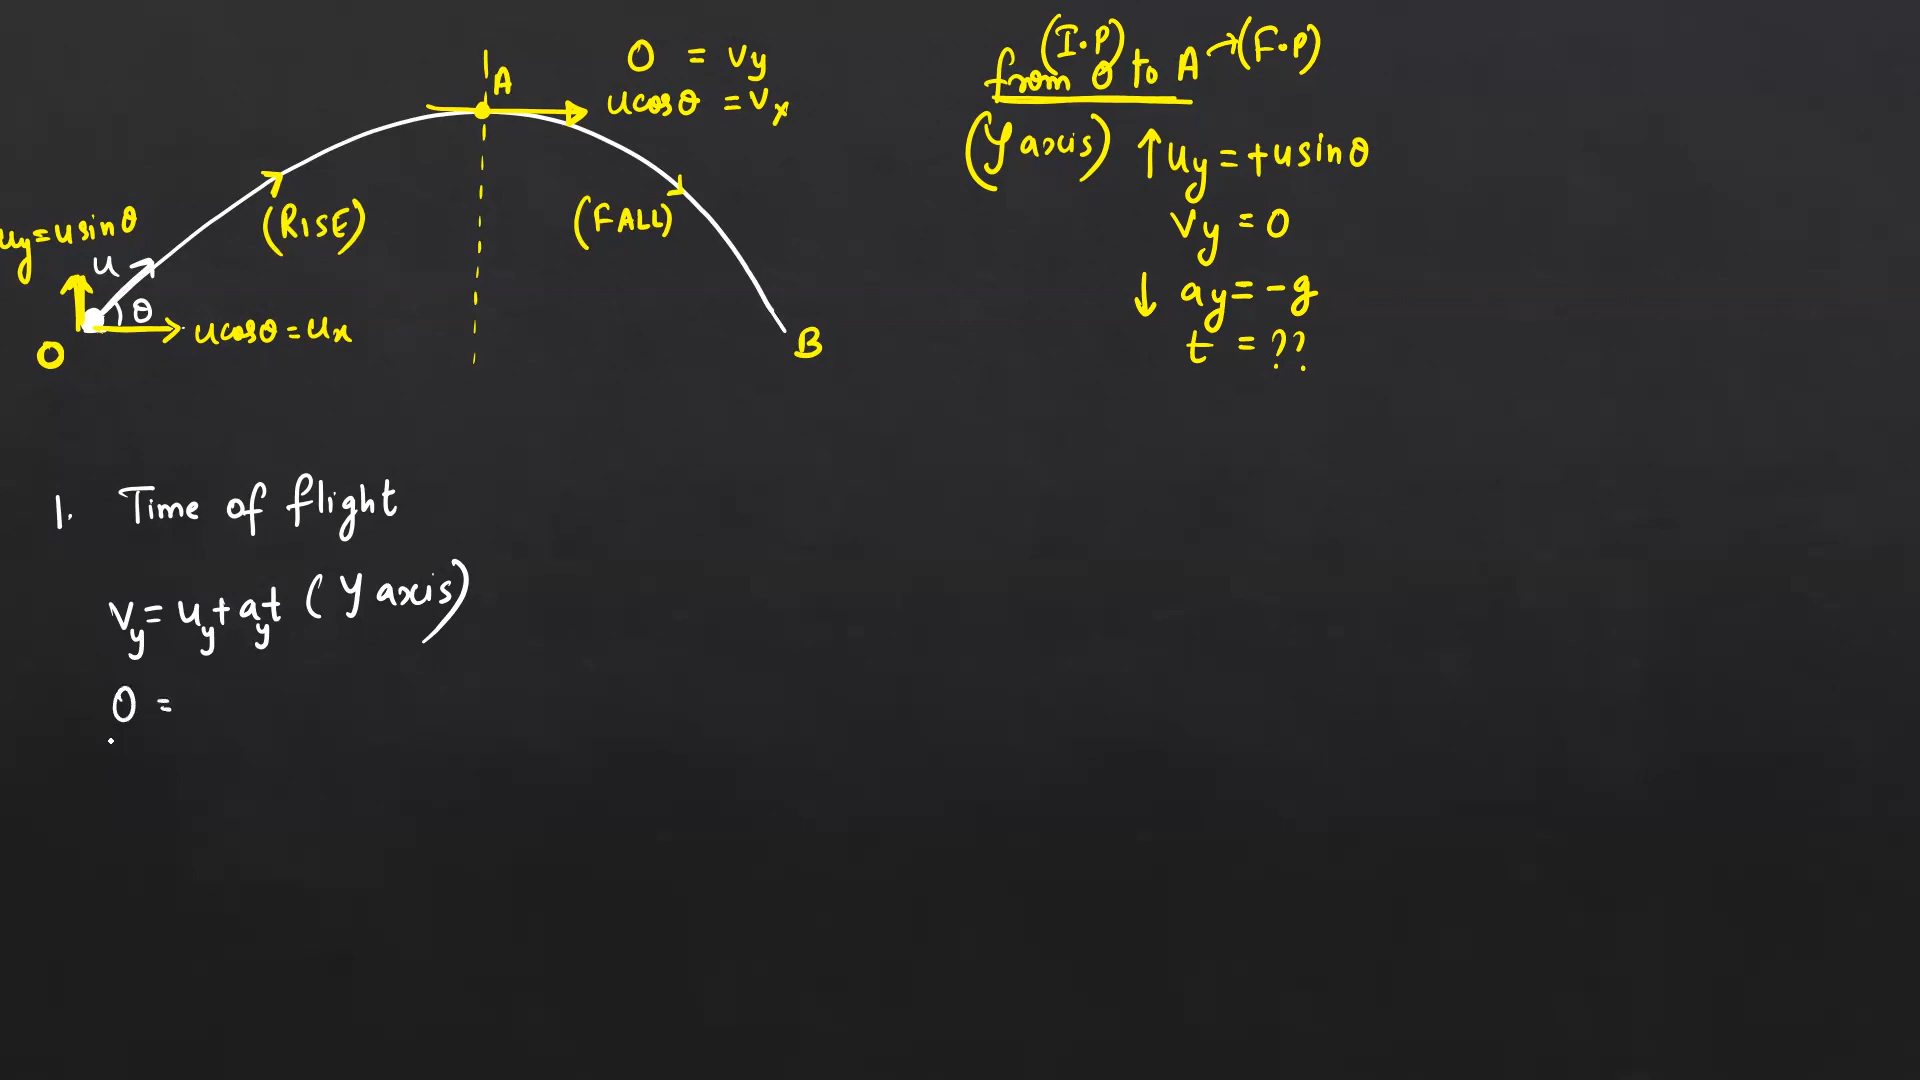 A
0 = vy
ucosθ = vx
(RISE)
(FALL)
uy = usinθ
u
θ
ucosθ = ux
O
B
(I.P)
from O to A → (F.P)
(Y axis) ↑ uy = +usinθ
vy = 0
↓ ay = -g
t = ??
1. Time of flight
vy = uy + ayt (Y axis)
0 =